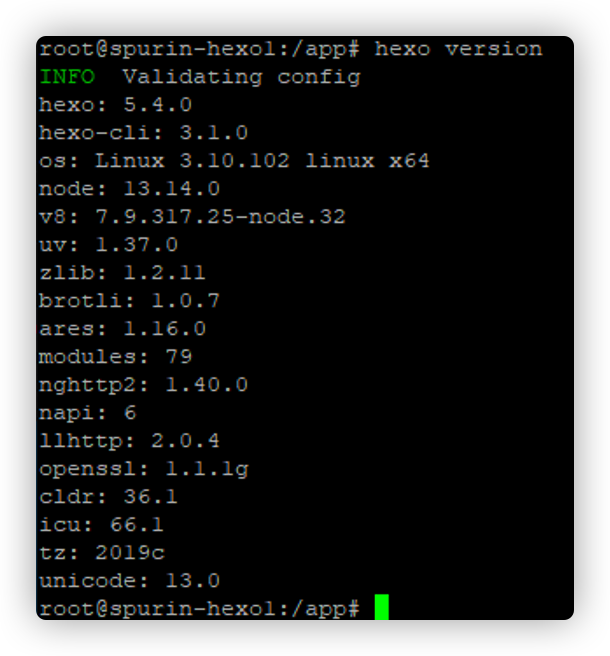 root@spurin-hexo1:/app# hexo version
INFO  Validating config
hexo: 5.4.0
hexo-cli: 3.1.0
os: Linux 3.10.102 linux x64
node: 13.14.0
v8: 7.9.317.25-node.32
uv: 1.37.0
zlib: 1.2.11
brotli: 1.0.7
ares: 1.16.0
modules: 79
nghttp2: 1.40.0
napi: 6
llhttp: 2.0.4
openssl: 1.1.1g
cldr: 36.1
icu: 66.1
tz: 2019c
unicode: 13.0
root@spurin-hexo1:/app#